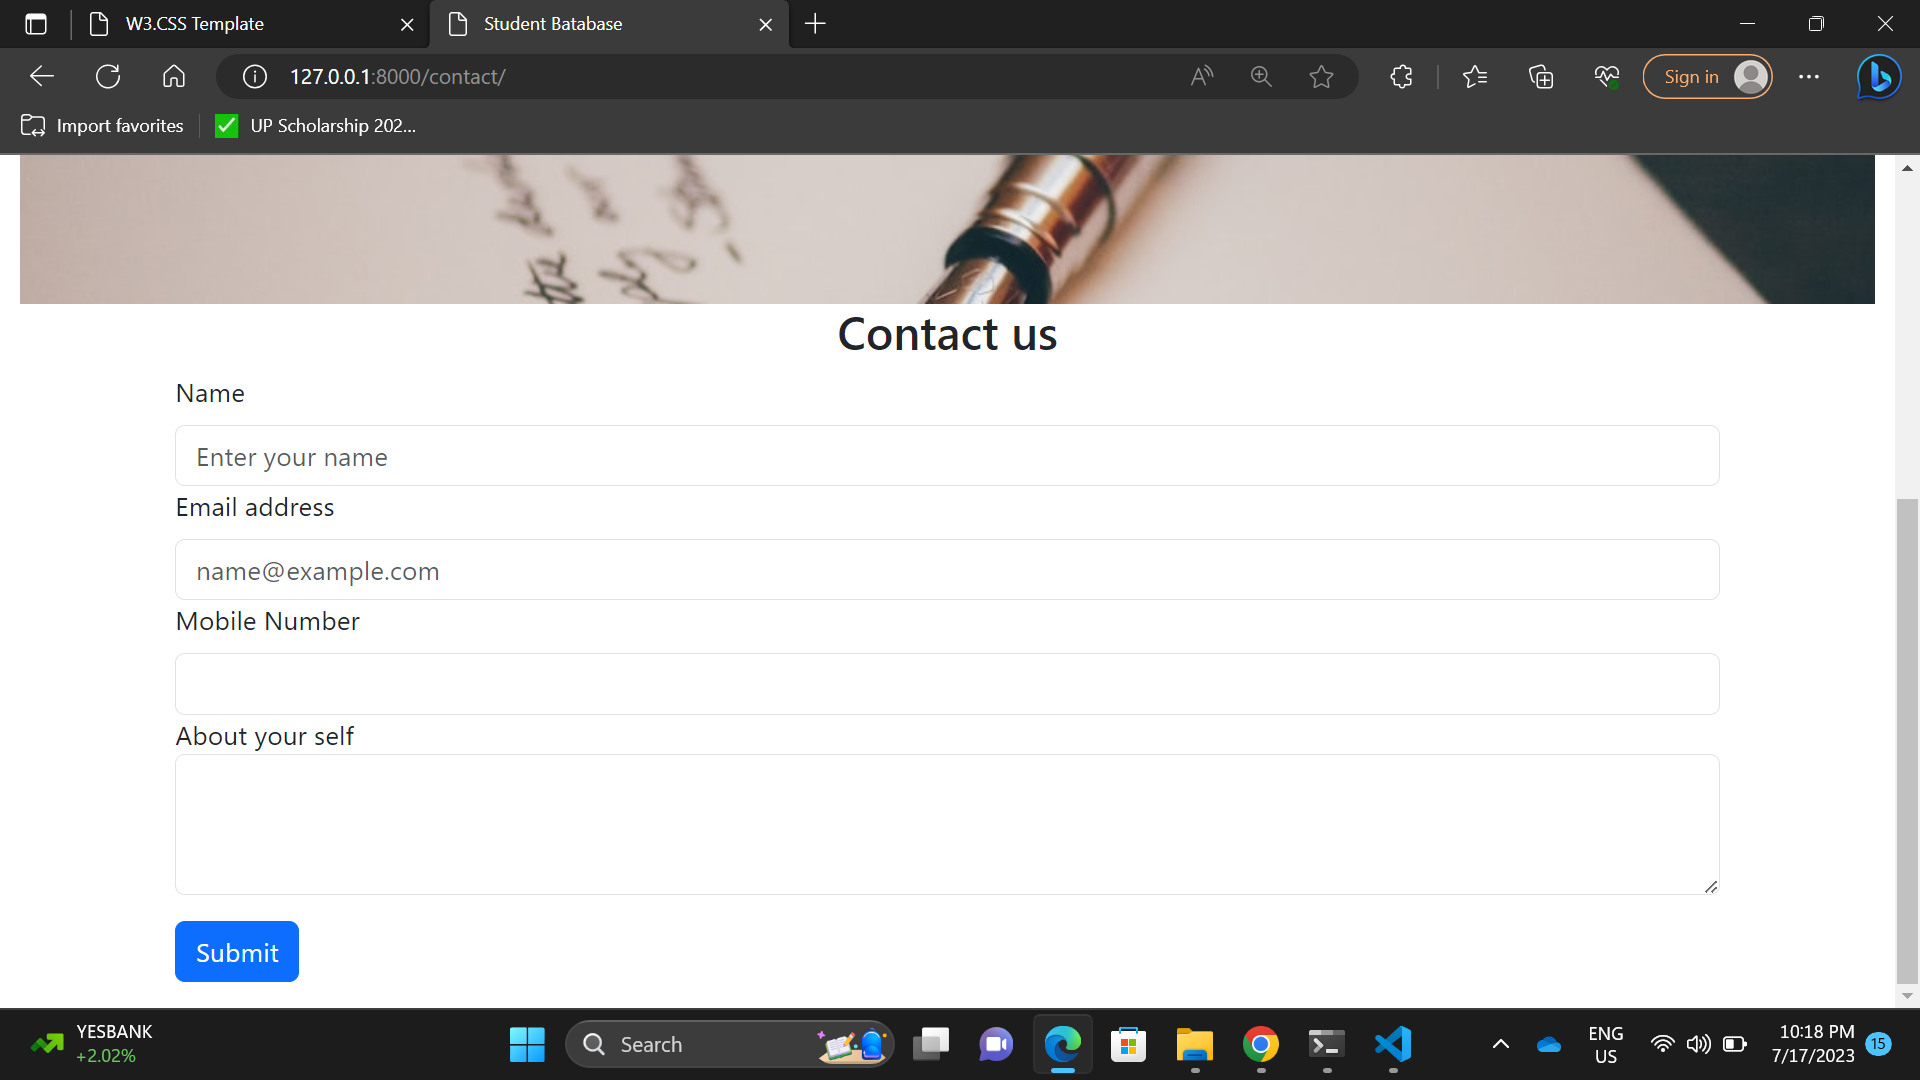 W3.CSS Template
Student Batabase
127.0.0.1:8000/contact/
Sign in
Import favorites
UP Scholarship 202...
Contact us
Name
Enter your name
Email address
name@example.com
Mobile Number
About your self
Submit
YESBANK
+2.02%
Search
ENG
US
10:18 PM
7/17/2023
15